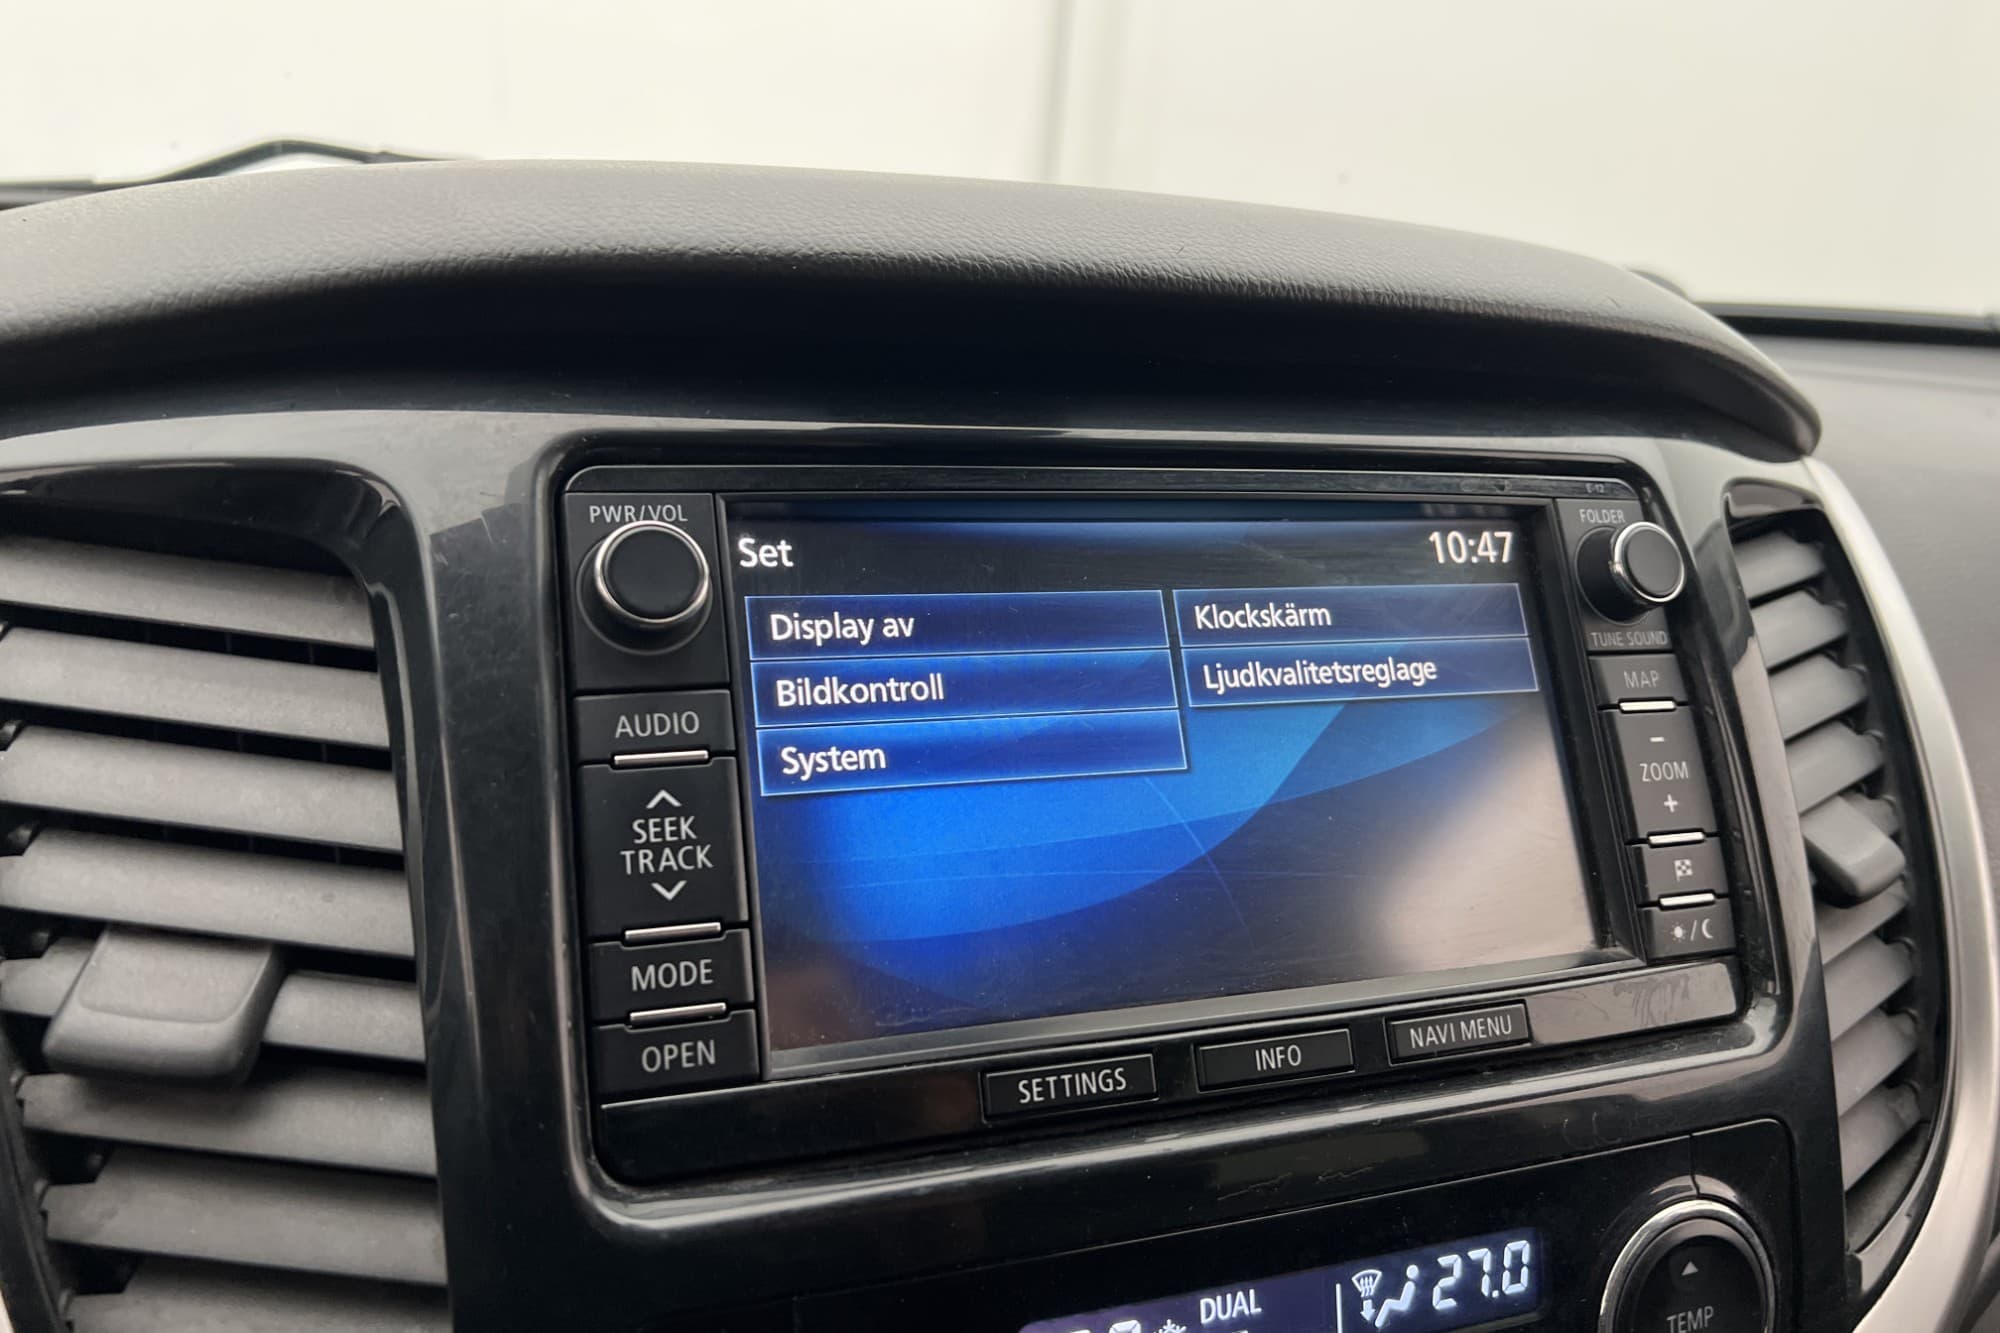 E-12
PWR/VOL
FOLDER
Set
10:47
Display av
Klockskärm
TUNE SOUND
Bildkontroll
Ljudkvalitetsreglage
MAP
AUDIO
System
-
ZOOM
+
SEEK
TRACK
MODE
OPEN
SETTINGS
INFO
NAVI MENU
DUAL
27.0
TEMP